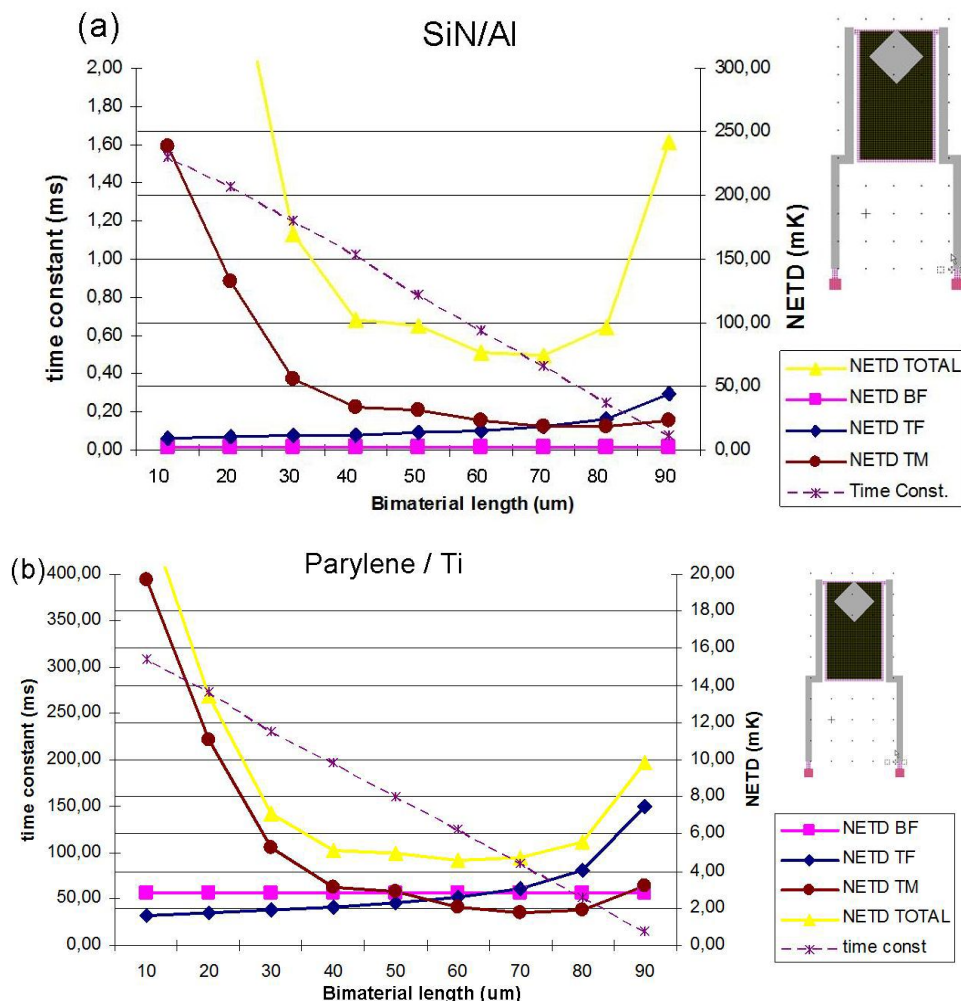 (a)
SiN/Al
2,00
1,80
1,60
1,40
1,20
1,00
0,80
0,60
0,40
0,20
0,00
time constant (ms)
10 20 30 40 50 60 70 80 90
Bimaterial length (um)
300,00
250,00
200,00
150,00
100,00
50,00
0,00
NETD (mK)
NETD TOTAL
NETD BF
NETD TF
NETD TM
Time Const.
(b)
Parylene / Ti
400,00
350,00
300,00
250,00
200,00
150,00
100,00
50,00
0,00
time constant (ms)
10 20 30 40 50 60 70 80 90
Bimaterial length (um)
20,00
18,00
16,00
14,00
12,00
10,00
8,00
6,00
4,00
2,00
0,00
NETD (mK)
NETD BF
NETD TF
NETD TM
NETD TOTAL
time const